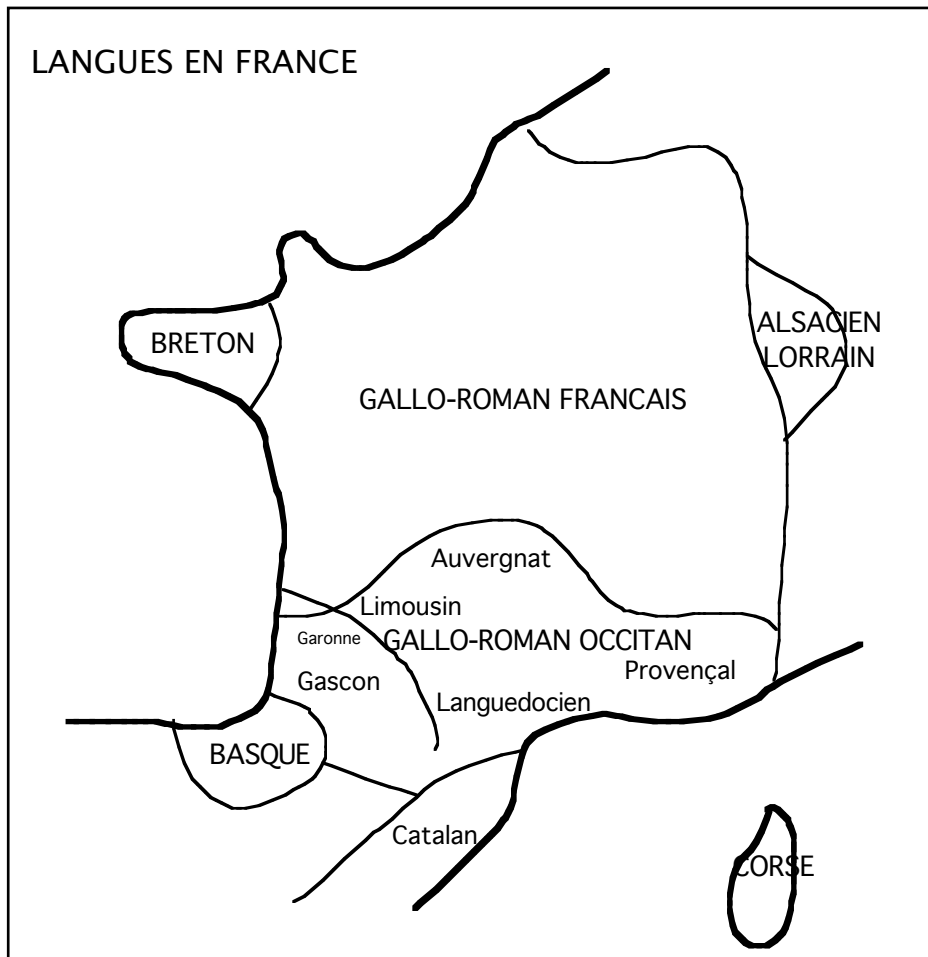 LANGUES EN FRANCE
BRETON
ALSACIEN
LORRAIN
GALLO-ROMAN FRANCAIS
Auvergnat
Limousin
Garonne
GALLO-ROMAN OCCITAN
Provençal
Gascon
Languedocien
BASQUE
Catalan
CORSE